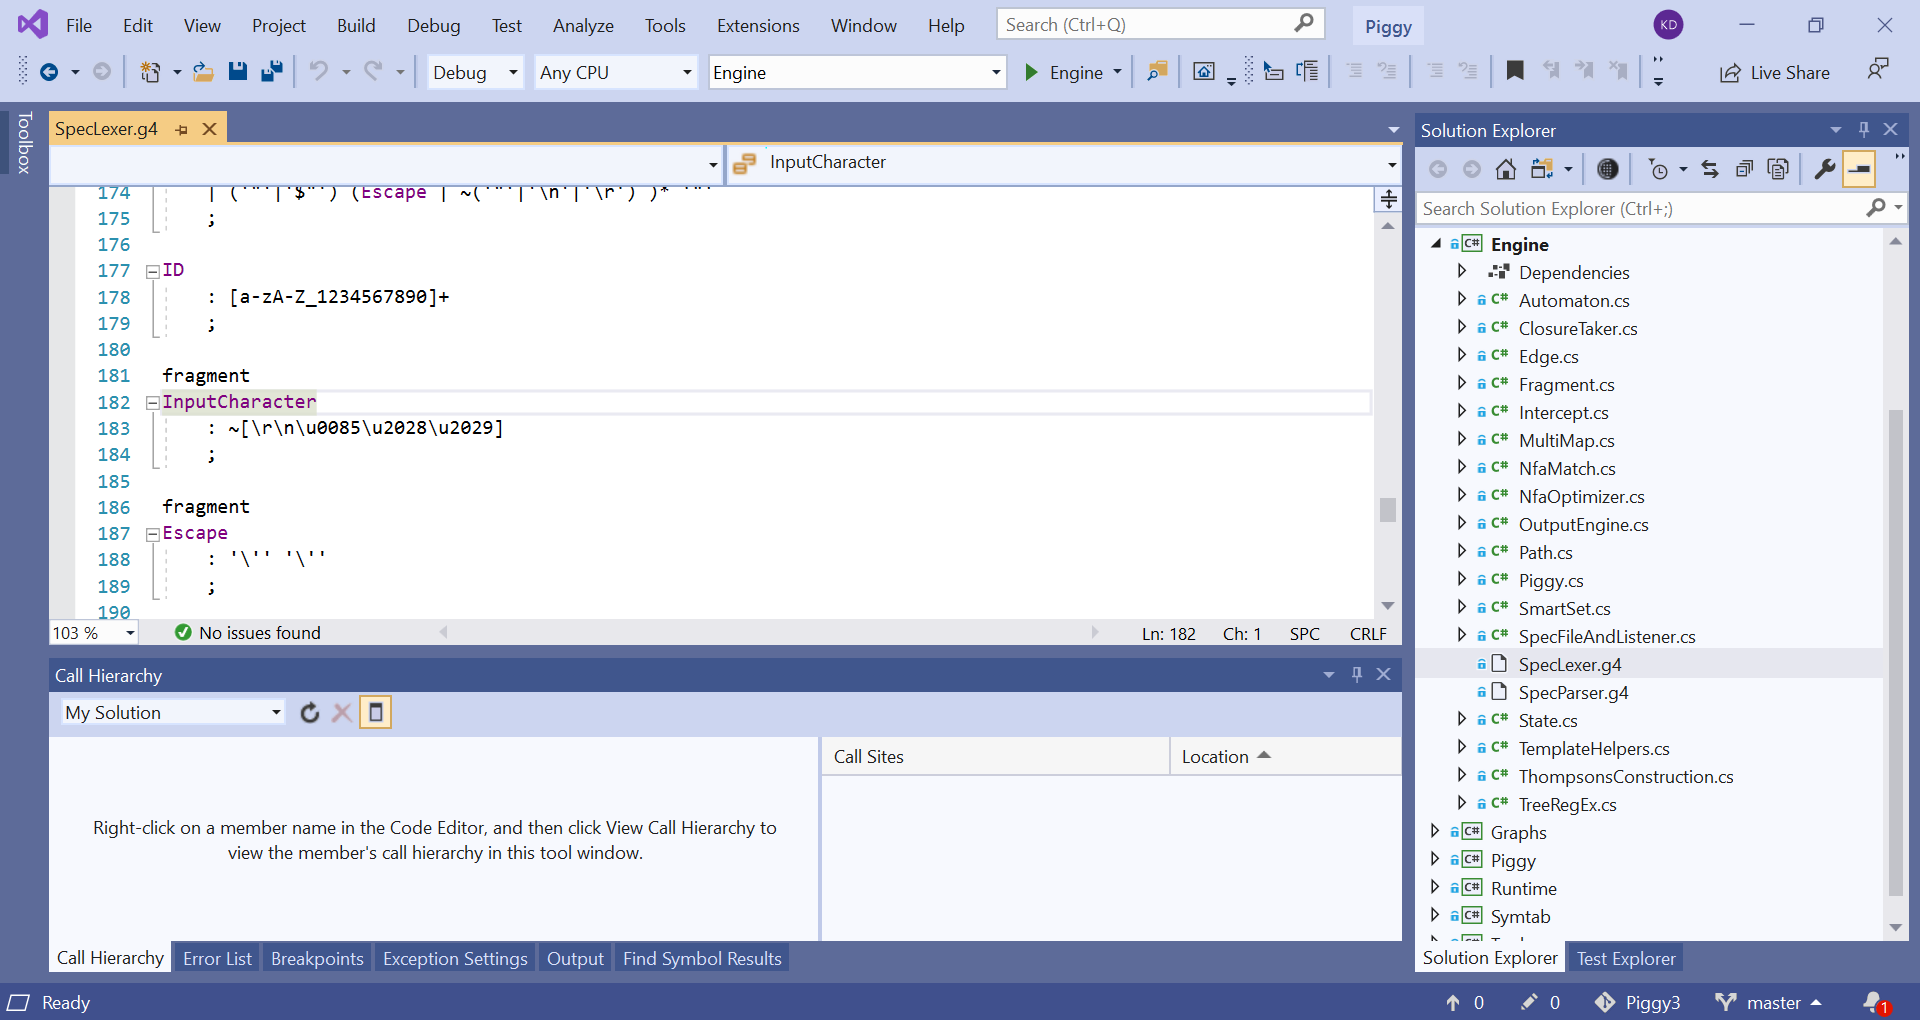 File Edit View Project Build Debug Test Analyze Tools Extensions Window Help Search (Ctrl+Q) Piggy KD
Debug Any CPU Engine Engine Live Share
Toolbox
SpecLexer.g4
InputCharacter
174 | ('"'|'$"') (Escape | ~('"'|'\n'|'\r') )* '"'
175 ;
176
177 ID
178 : [a-zA-Z_1234567890]+
179 ;
180
181 fragment
182 InputCharacter
183 : ~[\r\n\u0085\u2028\u2029]
184 ;
185
186 fragment
187 Escape
188 : '\'' '\''
189 ;
190
103 % No issues found Ln: 182 Ch: 1 SPC CRLF
Call Hierarchy
My Solution
Call Sites Location
Right-click on a member name in the Code Editor, and then click View Call Hierarchy to
view the member's call hierarchy in this tool window.
Call Hierarchy Error List Breakpoints Exception Settings Output Find Symbol Results
Solution Explorer
Search Solution Explorer (Ctrl+;)
C# Engine
Dependencies
C# Automaton.cs
C# ClosureTaker.cs
C# Edge.cs
C# Fragment.cs
C# Intercept.cs
C# MultiMap.cs
C# NfaMatch.cs
C# NfaOptimizer.cs
C# OutputEngine.cs
C# Path.cs
C# Piggy.cs
C# SmartSet.cs
C# SpecFileAndListener.cs
SpecLexer.g4
SpecParser.g4
C# State.cs
C# TemplateHelpers.cs
C# ThompsonsConstruction.cs
C# TreeRegEx.cs
C# Graphs
C# Piggy
C# Runtime
C# Symtab
Solution Explorer Test Explorer
Ready 0 0 Piggy3 master 1